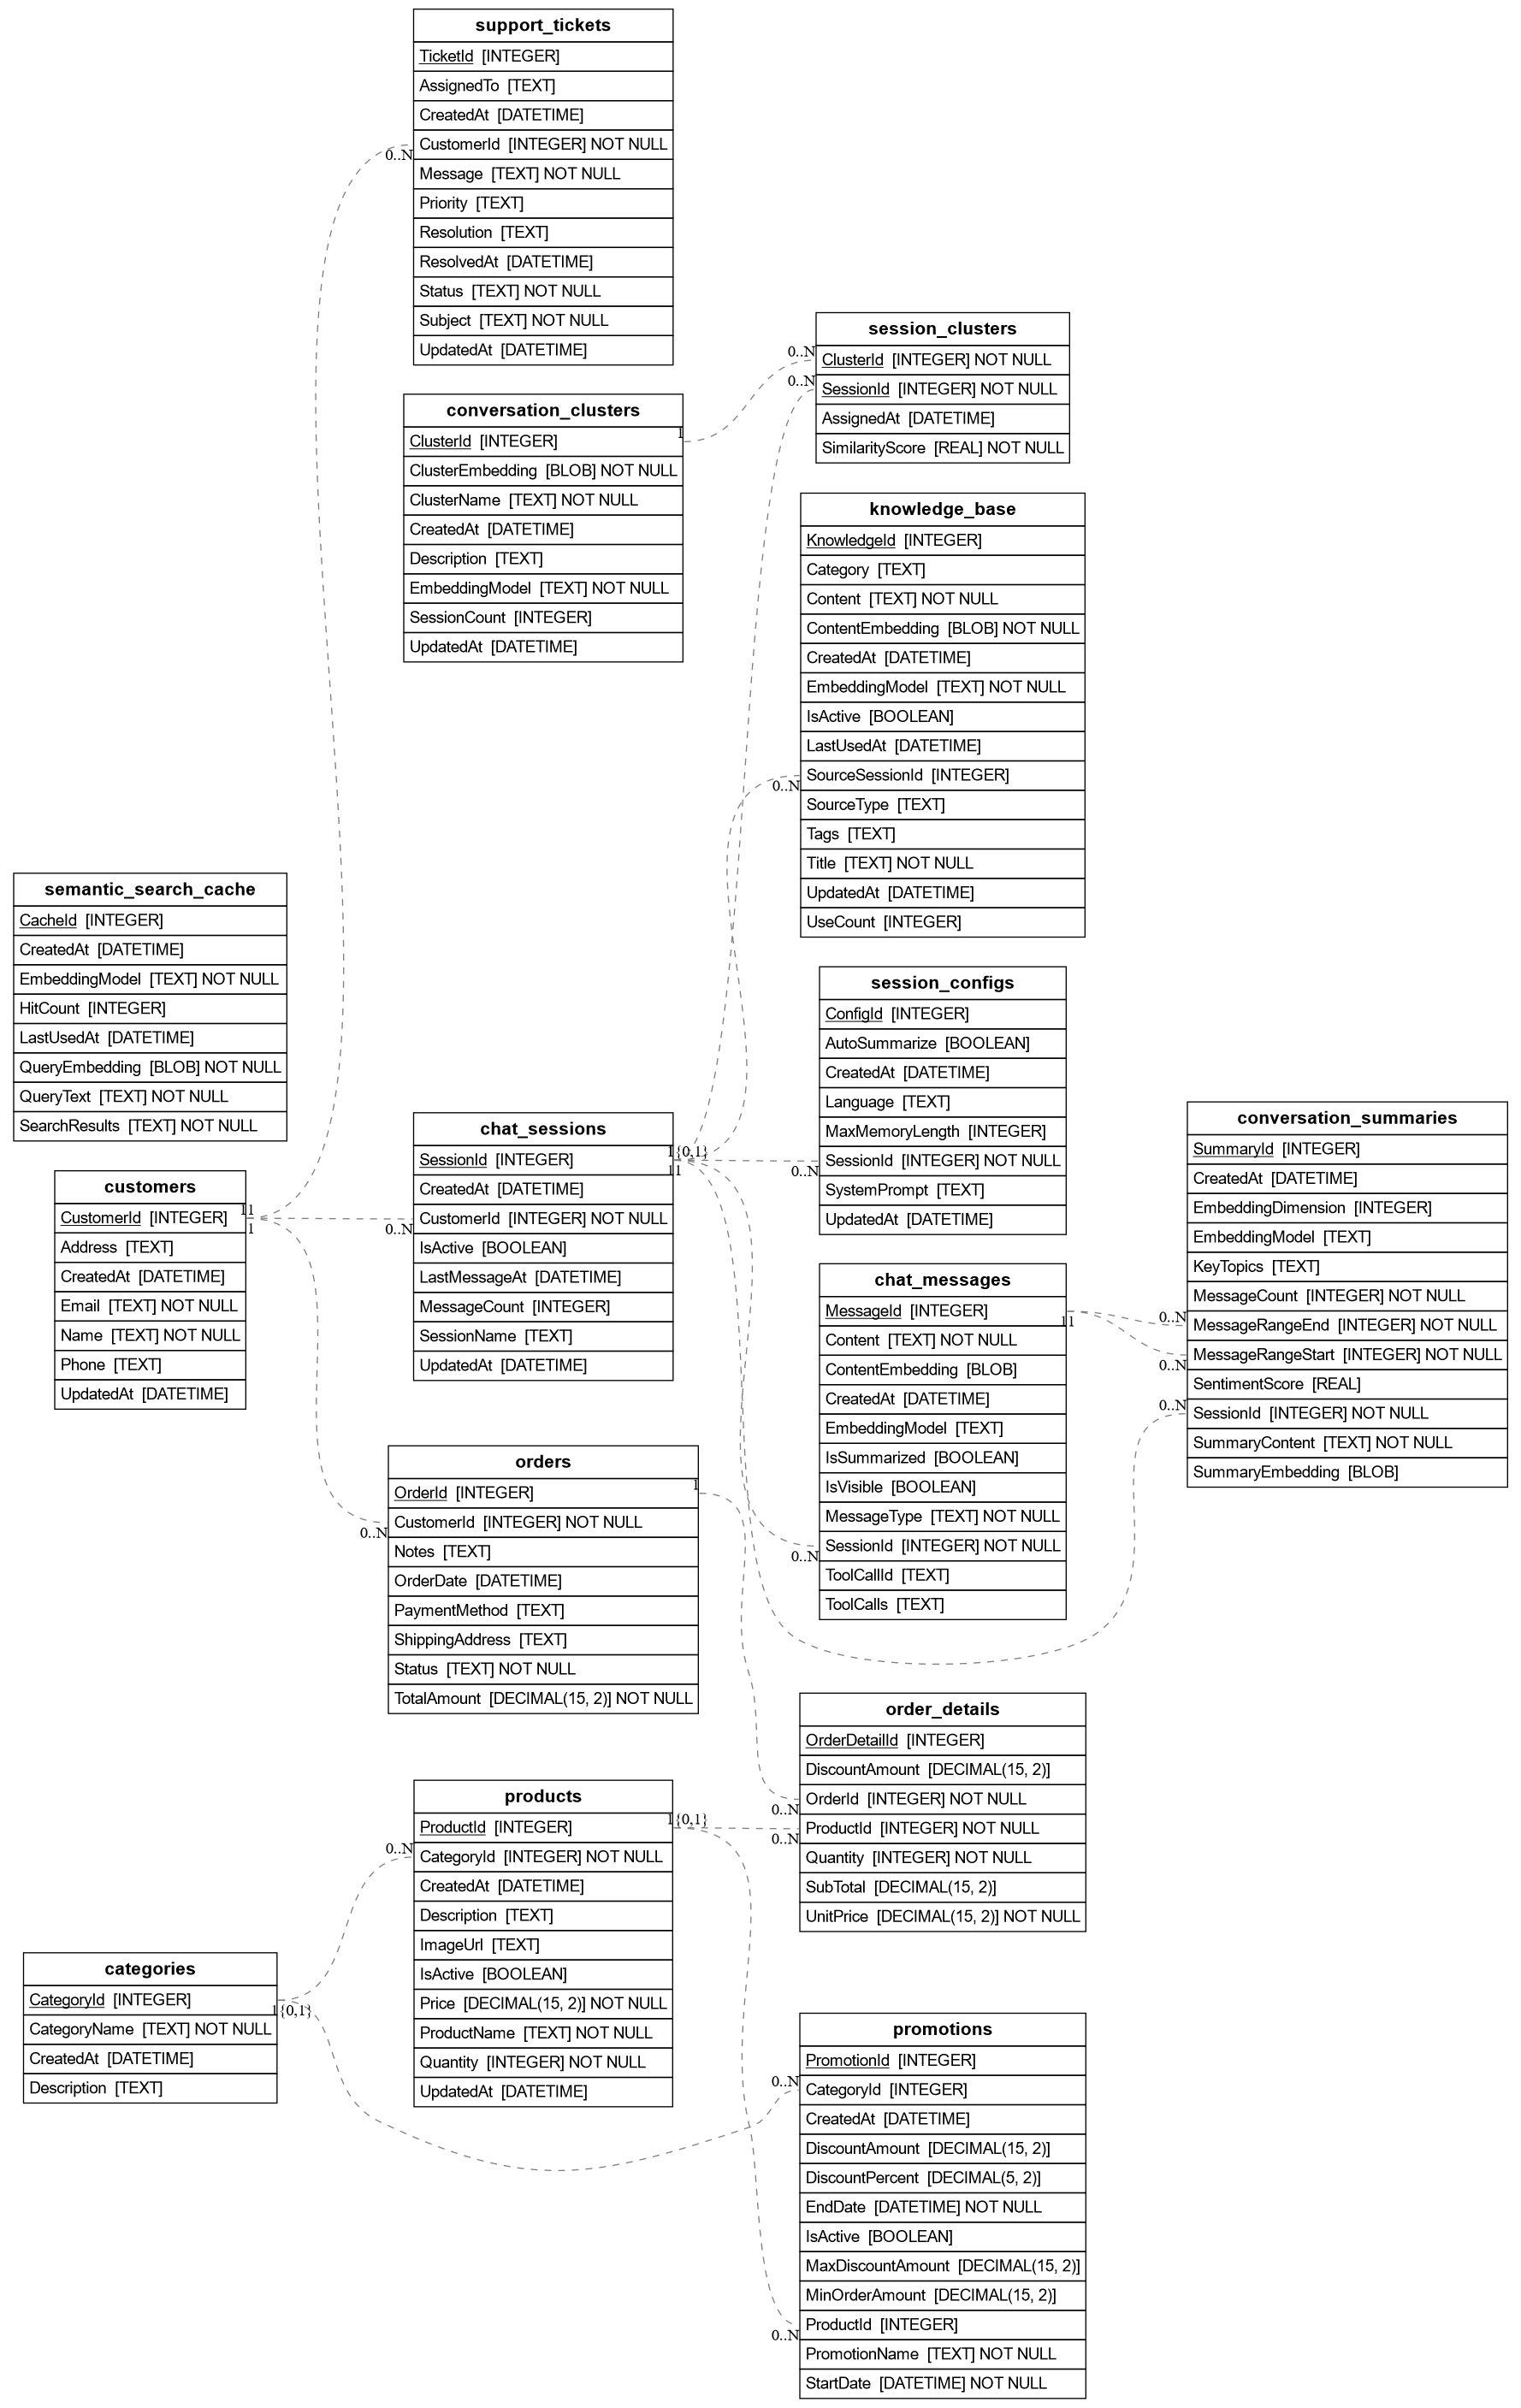 support_tickets
TicketId [INTEGER]
AssignedTo [TEXT]
CreatedAt [DATETIME]
CustomerId [INTEGER] NOT NULL
0..N
Message [TEXT] NOT NULL
Priority [TEXT]
Resolution [TEXT]
ResolvedAt [DATETIME]
Status [TEXT] NOT NULL
Subject [TEXT] NOT NULL
UpdatedAt [DATETIME]
session_clusters
0..N
ClusterId [INTEGER] NOT NULL
0..N
SessionId [INTEGER] NOT NULL
AssignedAt [DATETIME]
SimilarityScore [REAL] NOT NULL
conversation_clusters
1
ClusterId [INTEGER]
ClusterEmbedding [BLOB] NOT NULL
ClusterName [TEXT] NOT NULL
CreatedAt [DATETIME]
Description [TEXT]
EmbeddingModel [TEXT] NOT NULL
SessionCount [INTEGER]
UpdatedAt [DATETIME]
knowledge_base
KnowledgeId [INTEGER]
Category [TEXT]
Content [TEXT] NOT NULL
ContentEmbedding [BLOB] NOT NULL
CreatedAt [DATETIME]
EmbeddingModel [TEXT] NOT NULL
IsActive [BOOLEAN]
LastUsedAt [DATETIME]
SourceSessionId [INTEGER]
0..N
SourceType [TEXT]
Tags [TEXT]
Title [TEXT] NOT NULL
UpdatedAt [DATETIME]
UseCount [INTEGER]
semantic_search_cache
CacheId [INTEGER]
CreatedAt [DATETIME]
EmbeddingModel [TEXT] NOT NULL
HitCount [INTEGER]
LastUsedAt [DATETIME]
QueryEmbedding [BLOB] NOT NULL
QueryText [TEXT] NOT NULL
SearchResults [TEXT] NOT NULL
session_configs
ConfigId [INTEGER]
AutoSummarize [BOOLEAN]
CreatedAt [DATETIME]
Language [TEXT]
MaxMemoryLength [INTEGER]
SessionId [INTEGER] NOT NULL
0..N
SystemPrompt [TEXT]
UpdatedAt [DATETIME]
chat_sessions
1{0,1}
SessionId [INTEGER]
11
CreatedAt [DATETIME]
CustomerId [INTEGER] NOT NULL
0..N
IsActive [BOOLEAN]
LastMessageAt [DATETIME]
MessageCount [INTEGER]
SessionName [TEXT]
UpdatedAt [DATETIME]
customers
11
CustomerId [INTEGER]
1
Address [TEXT]
CreatedAt [DATETIME]
Email [TEXT] NOT NULL
Name [TEXT] NOT NULL
Phone [TEXT]
UpdatedAt [DATETIME]
conversation_summaries
SummaryId [INTEGER]
CreatedAt [DATETIME]
EmbeddingDimension [INTEGER]
EmbeddingModel [TEXT]
KeyTopics [TEXT]
MessageCount [INTEGER] NOT NULL
0..N
MessageRangeEnd [INTEGER] NOT NULL
MessageRangeStart [INTEGER] NOT NULL
0..N
SentimentScore [REAL]
0..N
SessionId [INTEGER] NOT NULL
SummaryContent [TEXT] NOT NULL
SummaryEmbedding [BLOB]
chat_messages
MessageId [INTEGER]
11
Content [TEXT] NOT NULL
ContentEmbedding [BLOB]
CreatedAt [DATETIME]
EmbeddingModel [TEXT]
IsSummarized [BOOLEAN]
IsVisible [BOOLEAN]
MessageType [TEXT] NOT NULL
SessionId [INTEGER] NOT NULL
0..N
ToolCallId [TEXT]
ToolCalls [TEXT]
orders
1
OrderId [INTEGER]
CustomerId [INTEGER] NOT NULL
0..N
Notes [TEXT]
OrderDate [DATETIME]
PaymentMethod [TEXT]
ShippingAddress [TEXT]
Status [TEXT] NOT NULL
TotalAmount [DECIMAL(15, 2)] NOT NULL
order_details
OrderDetailId [INTEGER]
DiscountAmount [DECIMAL(15, 2)]
OrderId [INTEGER] NOT NULL
0..N
ProductId [INTEGER] NOT NULL
0..N
Quantity [INTEGER] NOT NULL
SubTotal [DECIMAL(15, 2)]
UnitPrice [DECIMAL(15, 2)] NOT NULL
products
1{0,1}
ProductId [INTEGER]
0..N
CategoryId [INTEGER] NOT NULL
CreatedAt [DATETIME]
Description [TEXT]
ImageUrl [TEXT]
IsActive [BOOLEAN]
Price [DECIMAL(15, 2)] NOT NULL
ProductName [TEXT] NOT NULL
Quantity [INTEGER] NOT NULL
UpdatedAt [DATETIME]
categories
CategoryId [INTEGER]
1{0,1}
CategoryName [TEXT] NOT NULL
CreatedAt [DATETIME]
Description [TEXT]
promotions
PromotionId [INTEGER]
0..N
CategoryId [INTEGER]
CreatedAt [DATETIME]
DiscountAmount [DECIMAL(15, 2)]
DiscountPercent [DECIMAL(5, 2)]
EndDate [DATETIME] NOT NULL
IsActive [BOOLEAN]
MaxDiscountAmount [DECIMAL(15, 2)]
MinOrderAmount [DECIMAL(15, 2)]
ProductId [INTEGER]
0..N
PromotionName [TEXT] NOT NULL
StartDate [DATETIME] NOT NULL